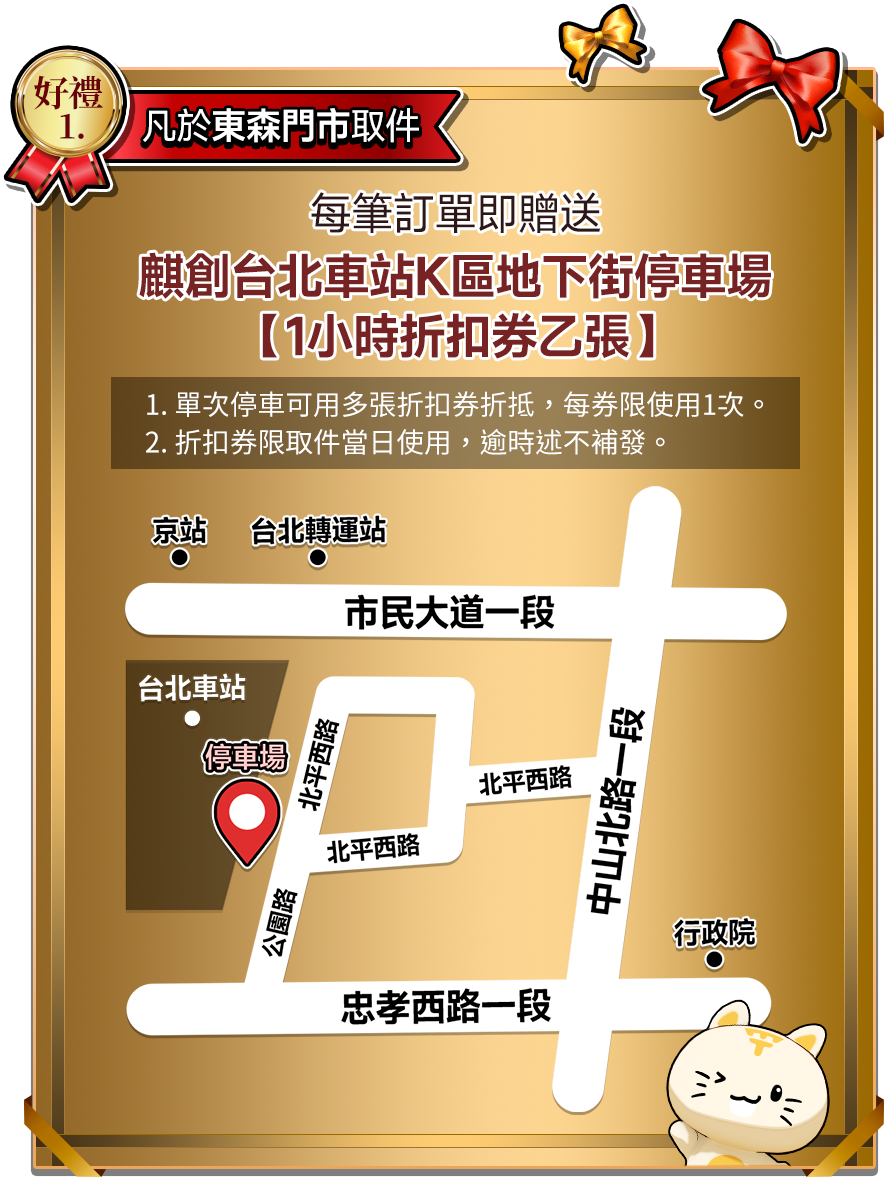 好禮
1.
凡於東森門市取件
每筆訂單即贈送
麒創台北車站K區地下街停車場
【1小時折扣券乙張】
1. 單次停車可用多張折扣券折抵，每券限使用1次。
2. 折扣券限取件當日使用，逾時述不補發。
京站
台北轉運站
市民大道一段
台北車站
停車場
北平西路
北平西路
北平西路
中山北路一段
公園路
行政院
忠孝西路一段